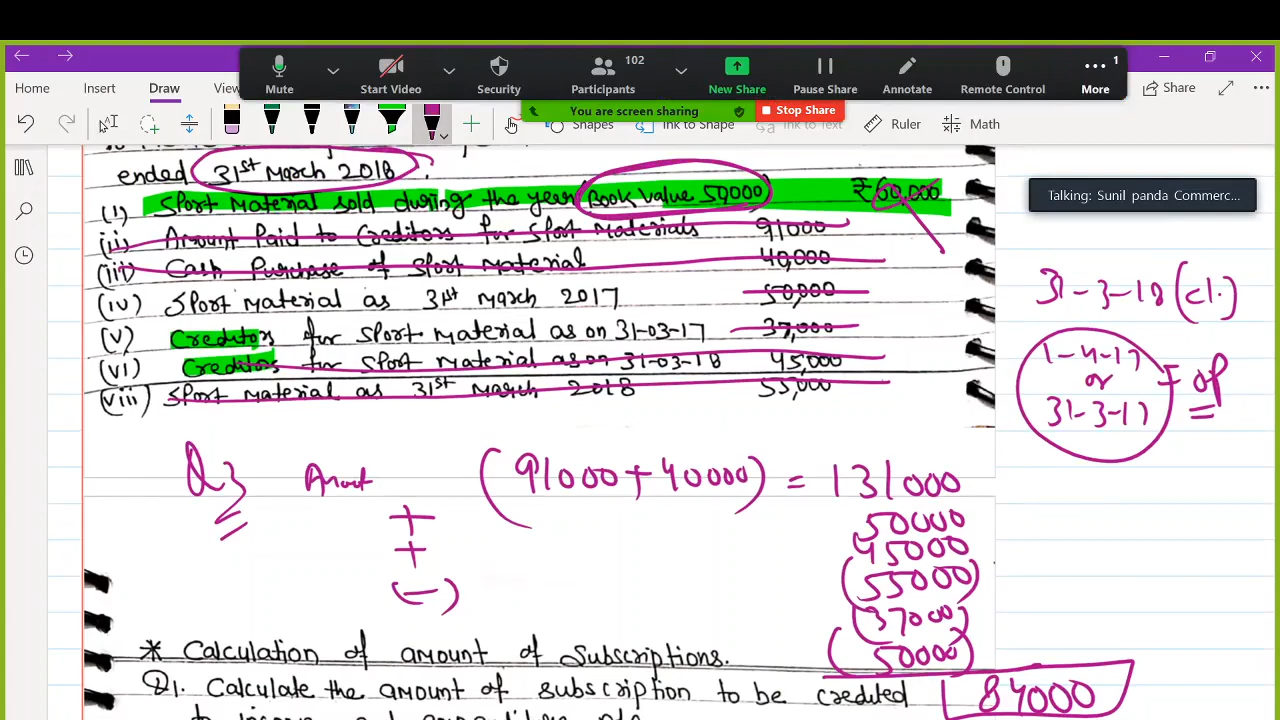 102
1
Mute
Start Video
Security
Participants
New Share
Pause Share
Annotate
Remote Control
More
You are screen sharing
Stop Share
Home
Insert
Draw
View
Share
Shapes
Ink to Shape
Ink to Text
Ruler
Math
Talking: Sunil panda Commerc...
ended 31st March 2018.
(i) Sport Material sold during the year (Book Value 50000) ₹60,000
(ii) Amount Paid to Creditors for Sport Materials 91000
(iii) Cash Purchase of Sport Material 40,000
(iv) Sport Material as 31st March 2017 50,000
(v) Creditors for Sport Material as on 31-03-17 37,000
(vi) Creditors for Sport Material as on 31-03-18 45,000
(vii) Sport Material as 31st March 2018 55,000
31-3-18 (cl.)
1-4-17
or
31-3-17
= op
Q3 Amout (91000+40000) = 131000
+ 50000
+ 45000
(-) (55000)
(37000)
(50000)
84000
* Calculation of amount of Subscriptions.
Q1. Calculate the amount of subscription to be credited